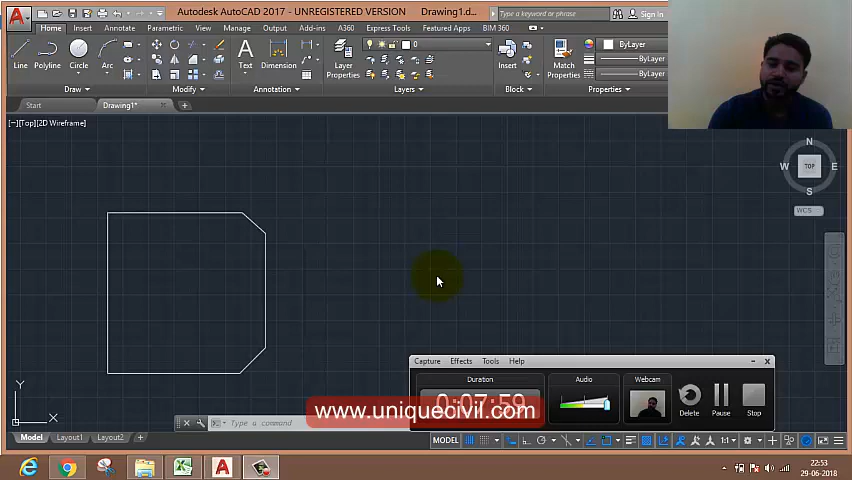 Autodesk AutoCAD 2017 - UNREGISTERED VERSION Drawing1.d...
Type a keyword or phrase
Sign In
Home Insert Annotate Parametric View Manage Output Add-ins A360 Express Tools Featured Apps BIM 360
Line Polyline Circle Arc
Text Dimension
Layer Properties
0
Insert
Match Properties
ByLayer
ByLayer
ByLayer
Draw Modify Annotation Layers Block Properties
Start Drawing1*
[−][Top][2D Wireframe]
N
W TOP E
S
WCS
Capture Effects Tools Help
Duration Audio Webcam
0:07:59
Delete Pause Stop
www.uniquecivil.com
Y
X
Type a command
Model Layout1 Layout2
MODEL
1:1
22:53
29-06-2018